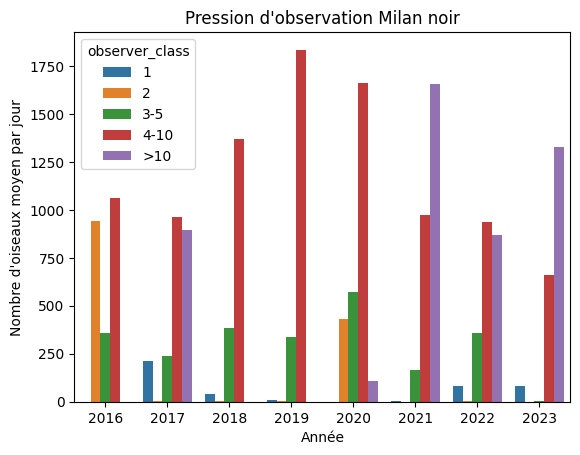 Pression d'observation Milan noir
observer_class
1
2
3-5
4-10
>10
Nombre d'oiseaux moyen par jour
1750
1500
1250
1000
750
500
250
0
2016 2017 2018 2019 2020 2021 2022 2023
Année